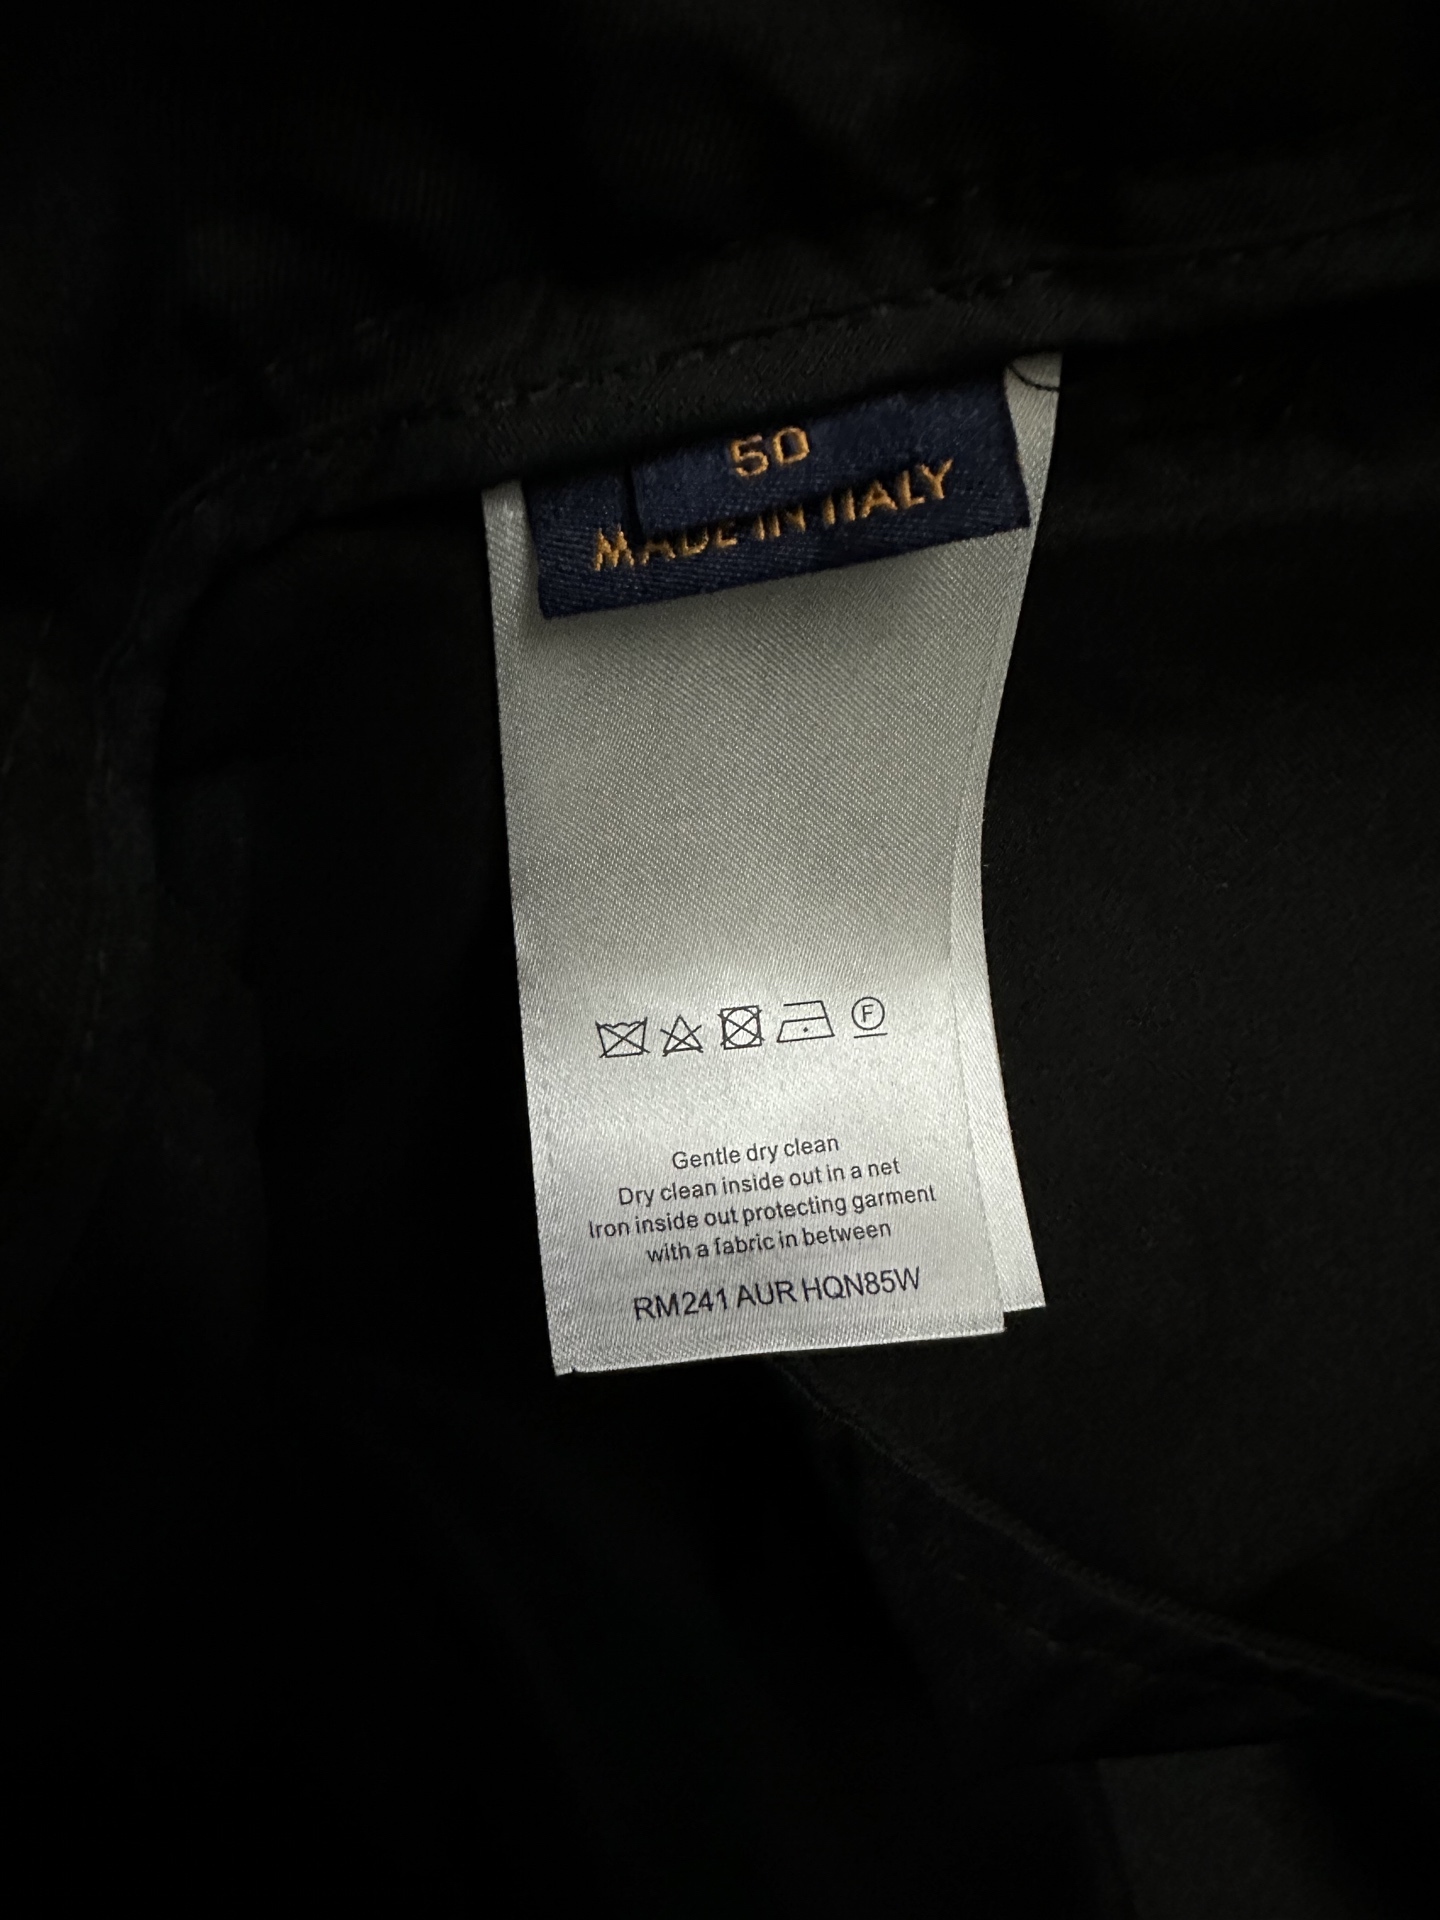 50
MADE IN ITALY
F
Gentle dry clean
Dry clean inside out in a net
Iron inside out protecting garment
with a fabric in between
RM241 AUR HQN85W